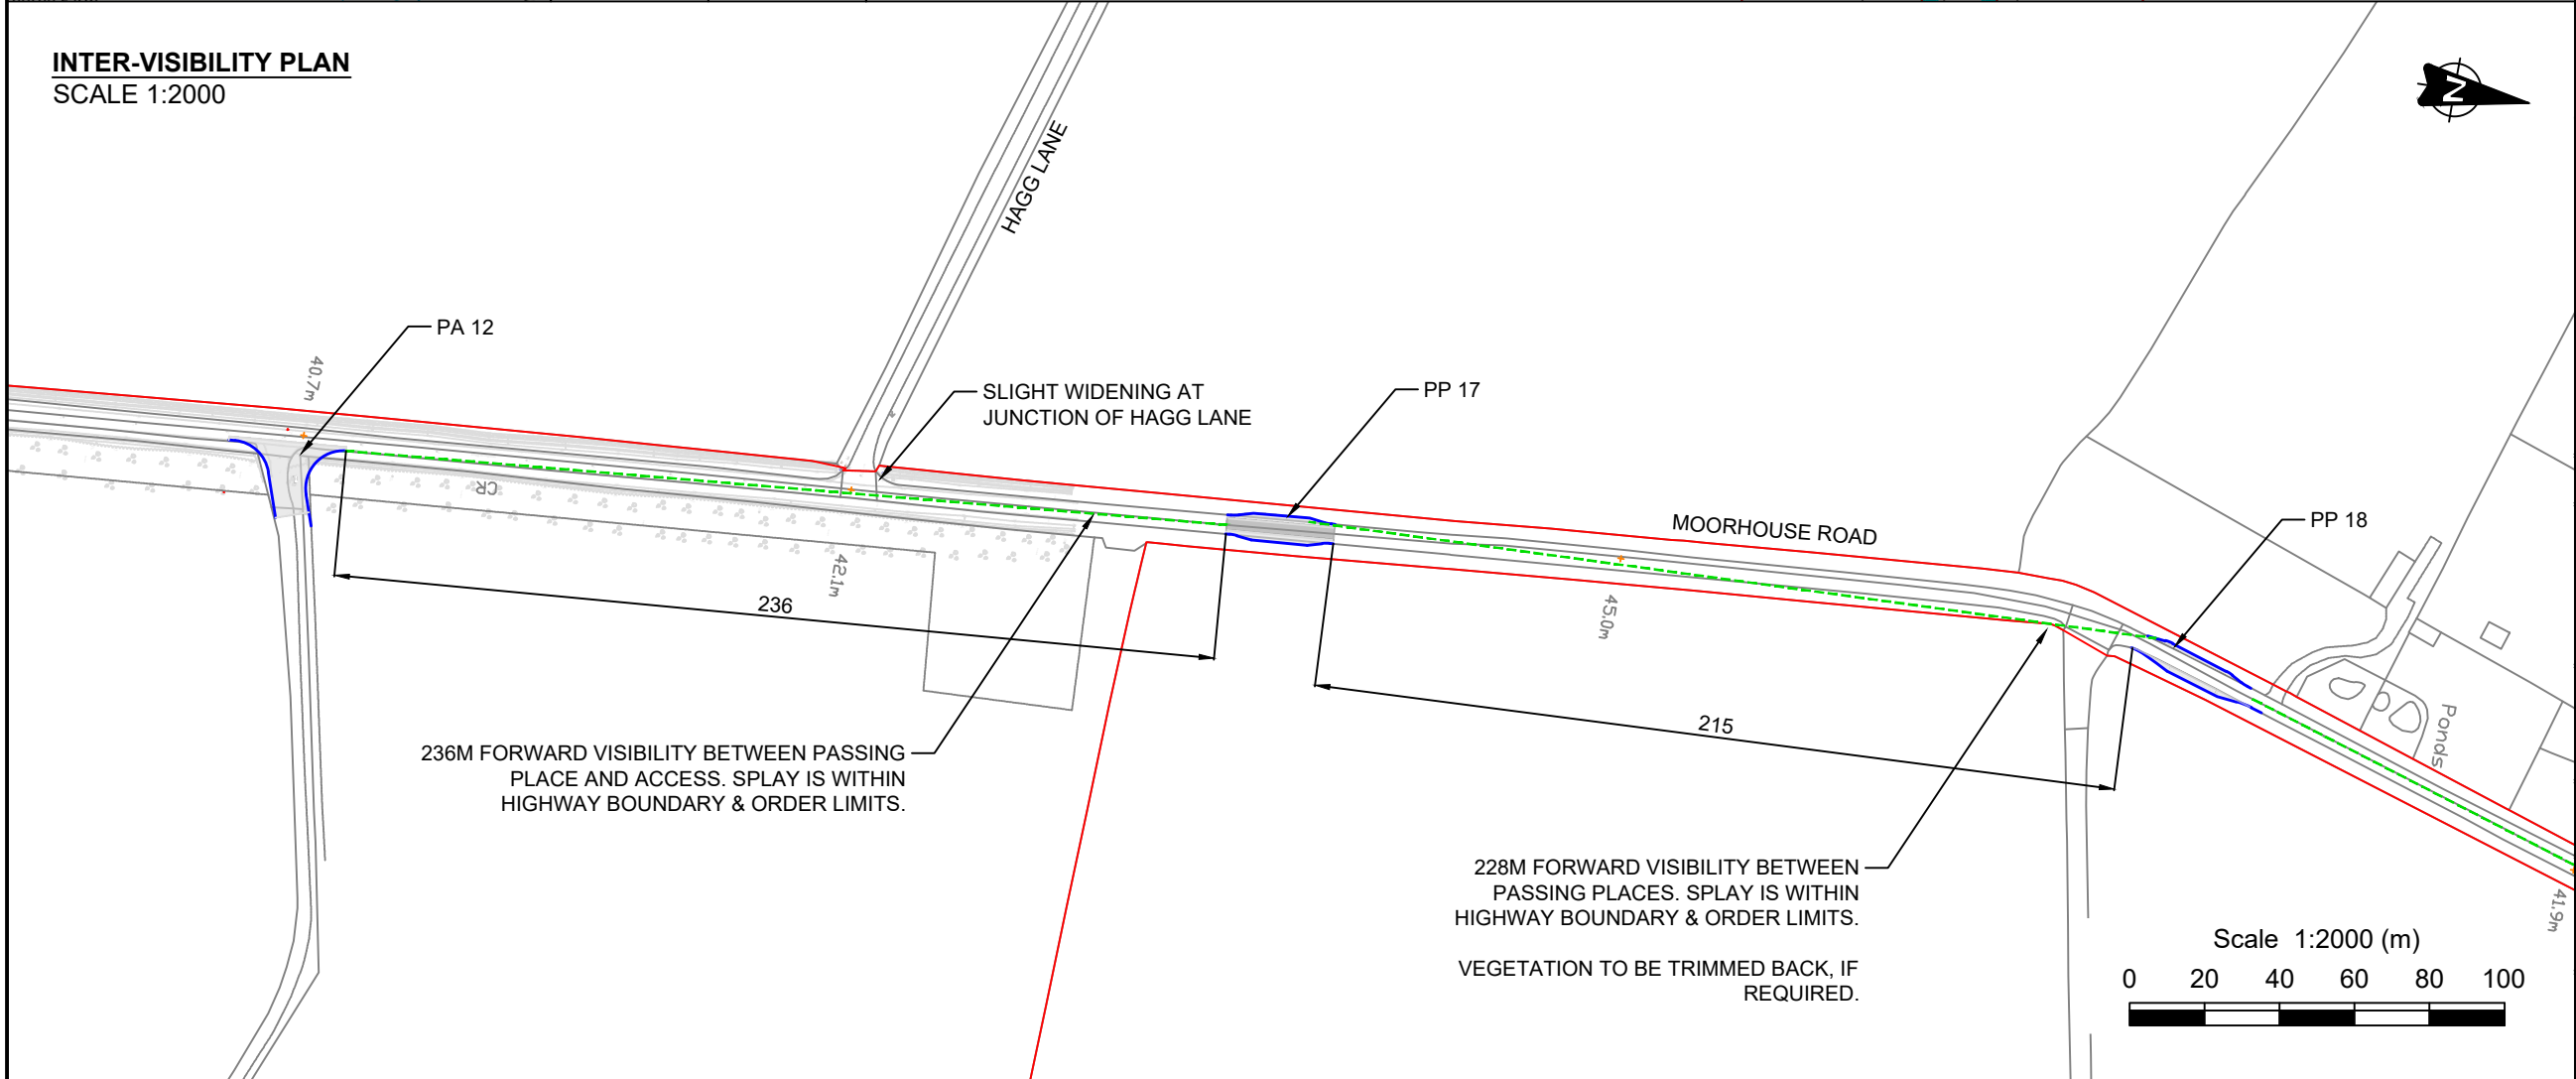 INTER-VISIBILITY PLAN
SCALE 1:2000
N
HAGG LANE
PA 12
40.7m
SLIGHT WIDENING AT
JUNCTION OF HAGG LANE
PP 17
MOORHOUSE ROAD
PP 18
CR
42.1m
45.0m
236
215
Ponds
236M FORWARD VISIBILITY BETWEEN PASSING
PLACE AND ACCESS. SPLAY IS WITHIN
HIGHWAY BOUNDARY & ORDER LIMITS.
228M FORWARD VISIBILITY BETWEEN
PASSING PLACES. SPLAY IS WITHIN
HIGHWAY BOUNDARY & ORDER LIMITS.
VEGETATION TO BE TRIMMED BACK, IF
REQUIRED.
41.9m
Scale 1:2000 (m)
0 20 40 60 80 100